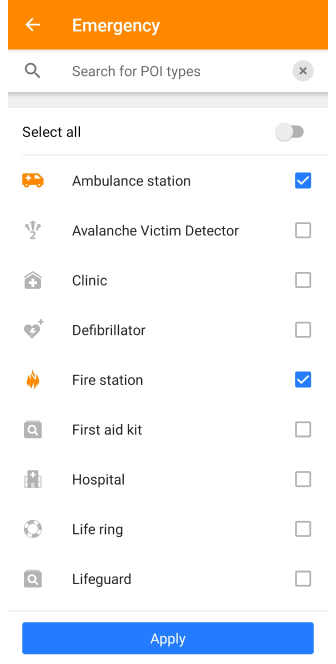 Emergency
Search for POI types
Select all
Ambulance station
2 Avalanche Victim Detector
Clinic
Defibrillator
Fire station
First aid kit
Hospital
Life ring
Lifeguard
Apply